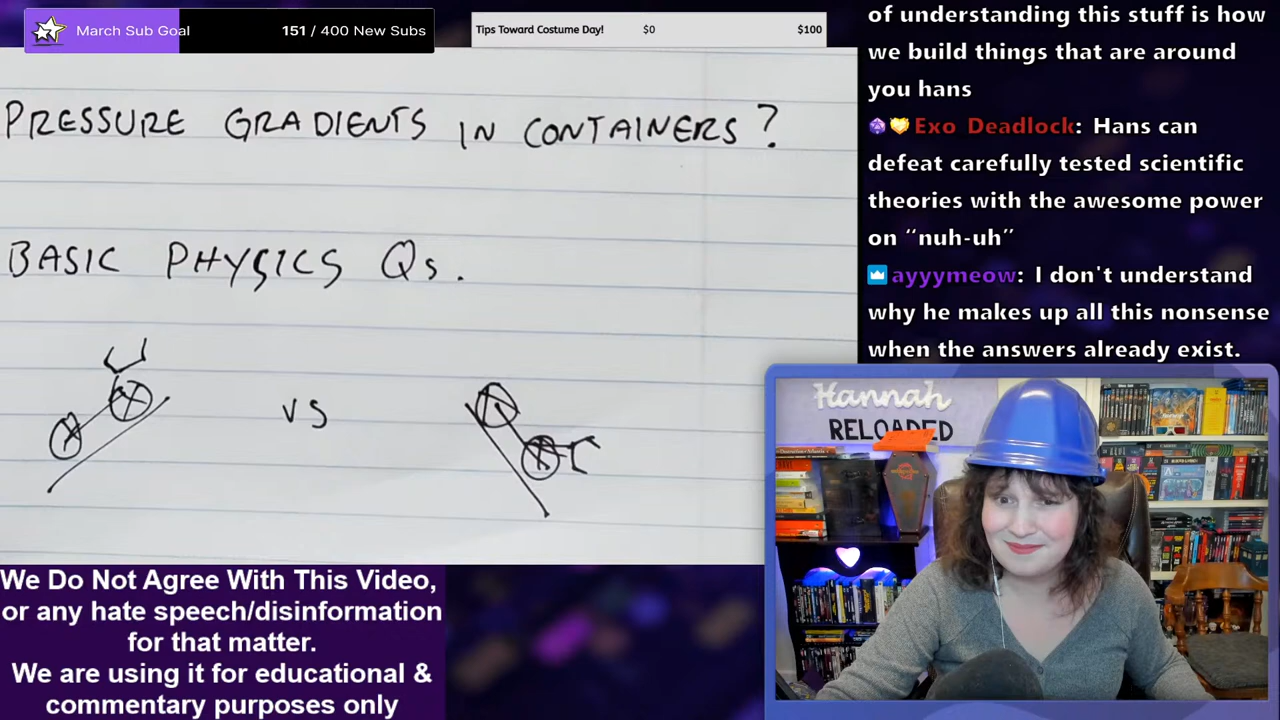 March Sub Goal 151 / 400 New Subs
Tips Toward Costume Day! $0 $100
PRESSURE GRADIENTS IN CONTAINERS?
BASIC PHYSICS Qs.
VS
of understanding this stuff is how
we build things that are around
you hans
Exo Deadlock: Hans can
defeat carefully tested scientific
theories with the awesome power
on “nuh-uh”
ayyymeow: I don't understand
why he makes up all this nonsense
when the answers already exist.
Hannah
RELOADED
We Do Not Agree With This Video,
or any hate speech/disinformation
for that matter.
We are using it for educational &
commentary purposes only